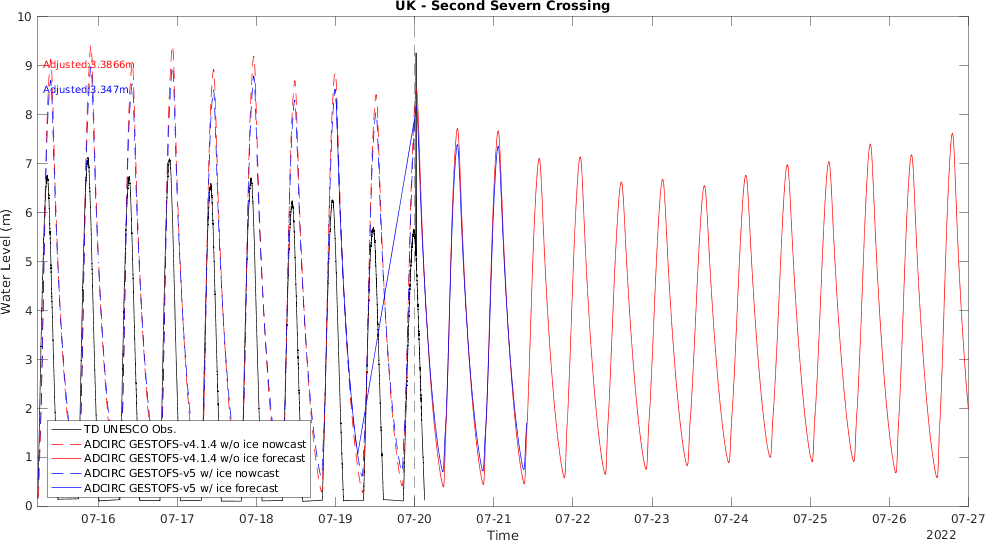 UK - Second Severn Crossing
10
9
8
7
6
5
4
3
2
1
0
Water Level (m)
Adjusted:3.3866m
Adjusted:3.347m
TD UNESCO Obs.
ADCIRC GESTOFS-v4.1.4 w/o ice nowcast
ADCIRC GESTOFS-v4.1.4 w/o ice forecast
ADCIRC GESTOFS-v5 w/ ice nowcast
ADCIRC GESTOFS-v5 w/ ice forecast
07-16 07-17 07-18 07-19 07-20 07-21 07-22 07-23 07-24 07-25 07-26 07-27
Time
2022